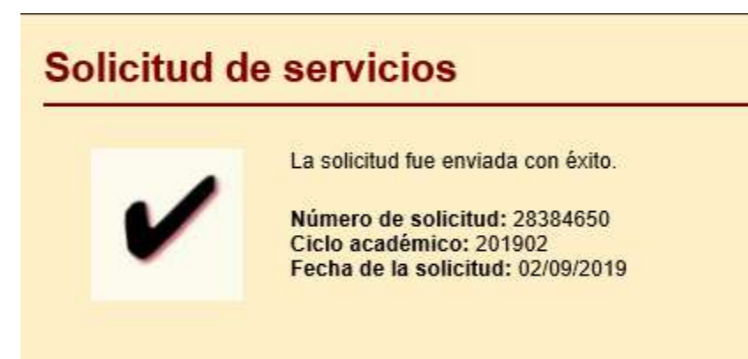 Solicitud de servicios
La solicitud fue enviada con éxito.
Número de solicitud: 28384650
Ciclo académico: 201902
Fecha de la solicitud: 02/09/2019